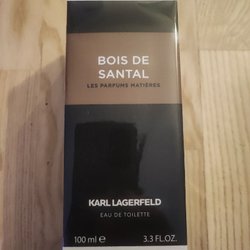 BOIS DE
SANTAL
LES PARFUMS MATIÈRES
KARL LAGERFELD
EAU DE TOILETTE
100 ml e 3.3 FL.OZ.